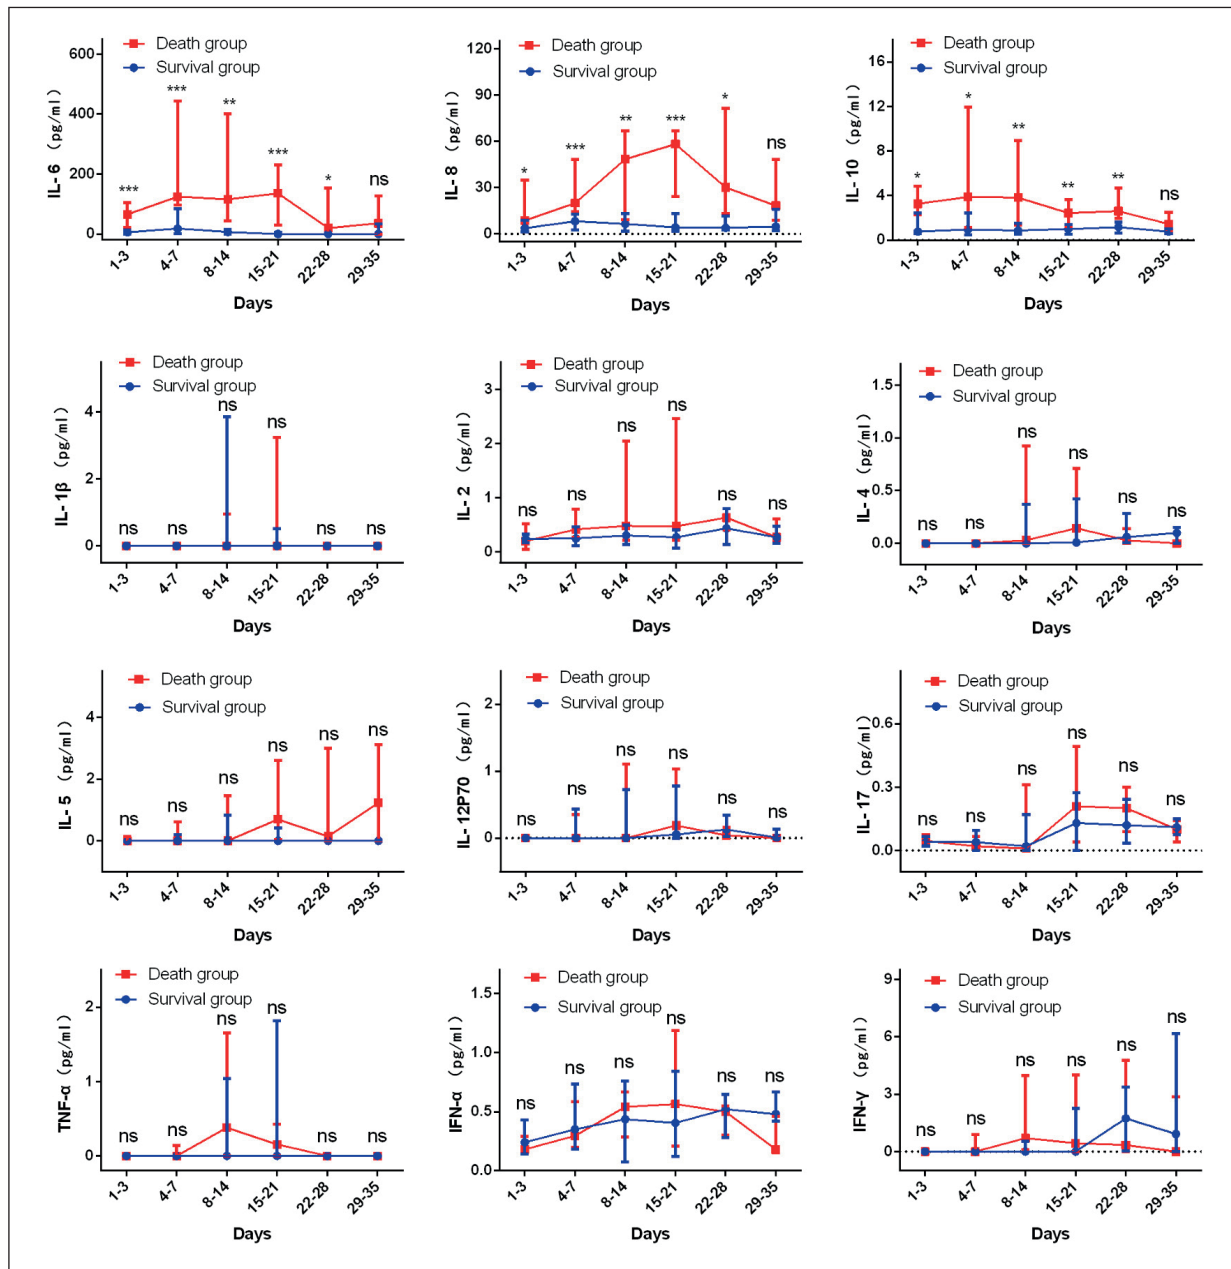 Death group
Survival group
IL-6 (pg/ml)
600
400
200
0
***
***
**
***
*
ns
1-3
4-7
8-14
15-21
22-28
29-35
Days
Death group
Survival group
IL-8 (pg/ml)
120
90
60
30
0
*
***
**
***
*
ns
1-3
4-7
8-14
15-21
22-28
29-35
Days
Death group
Survival group
IL-10 (pg/ml)
16
12
8
4
0
*
*
**
**
**
ns
1-3
4-7
8-14
15-21
22-28
29-35
Days
Death group
Survival group
IL-1β (pg/ml)
4
2
0
ns
ns
ns
ns
ns
ns
1-3
4-7
8-14
15-21
22-28
29-35
Days
Death group
Survival group
IL-2 (pg/ml)
3
2
1
0
ns
ns
ns
ns
ns
ns
1-3
4-7
8-14
15-21
22-28
29-35
Days
Death group
Survival group
IL-4 (pg/ml)
1.5
1.0
0.5
0.0
ns
ns
ns
ns
ns
ns
1-3
4-7
8-14
15-21
22-28
29-35
Days
Death group
Survival group
IL-5 (pg/ml)
4
2
0
ns
ns
ns
ns
ns
ns
1-3
4-7
8-14
15-21
22-28
29-35
Days
Death group
Survival group
IL-12P70 (pg/ml)
2
1
0
ns
ns
ns
ns
ns
ns
1-3
4-7
8-14
15-21
22-28
29-35
Days
Death group
Survival group
IL-17 (pg/ml)
0.6
0.3
0.0
ns
ns
ns
ns
ns
ns
1-3
4-7
8-14
15-21
22-28
29-35
Days
Death group
Survival group
TNF-α (pg/ml)
2
1
0
ns
ns
ns
ns
ns
ns
1-3
4-7
8-14
15-21
22-28
29-35
Days
Death group
Survival group
IFN-α (pg/ml)
1.5
1.0
0.5
0.0
ns
ns
ns
ns
ns
ns
1-3
4-7
8-14
15-21
22-28
29-35
Days
Death group
Survival group
IFN-γ (pg/ml)
9
6
3
0
ns
ns
ns
ns
ns
ns
1-3
4-7
8-14
15-21
22-28
29-35
Days